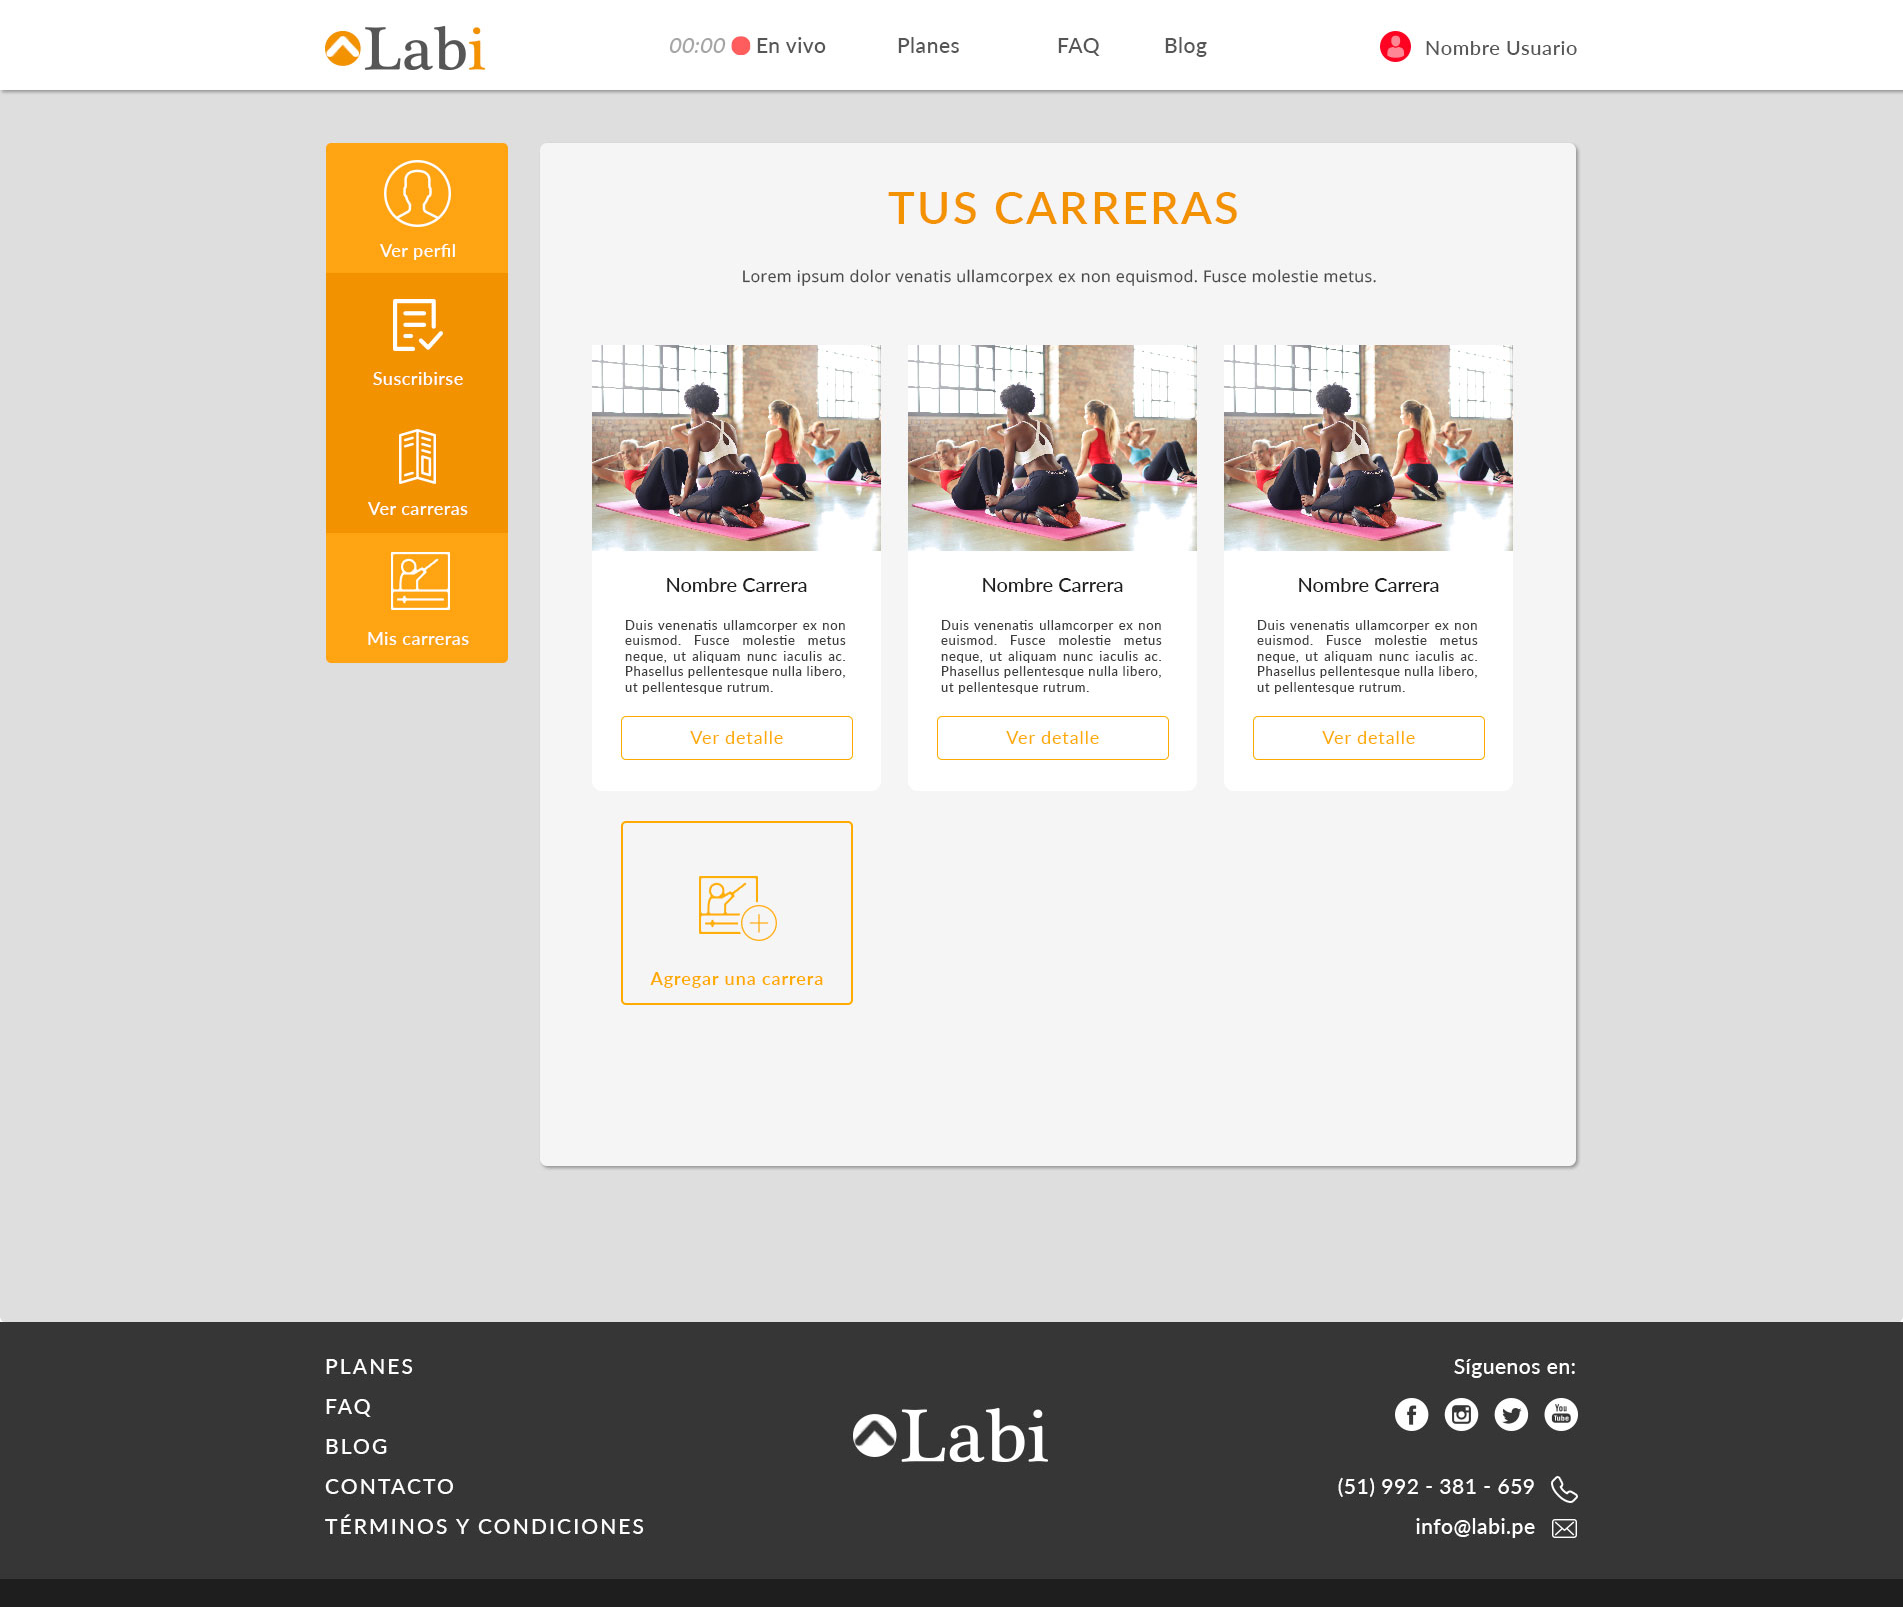 Labi
00:00 En vivo
Planes
FAQ
Blog
Nombre Usuario
Ver perfil
Suscribirse
Ver carreras
Mis carreras
TUS CARRERAS
Lorem ipsum dolor venatis ullamcorpex ex non equismod. Fusce molestie metus.
Nombre Carrera
Duis venenatis ullamcorper ex non
euismod. Fusce molestie metus
neque, ut aliquam nunc iaculis ac.
Phasellus pellentesque nulla libero,
ut pellentesque rutrum.
Ver detalle
Nombre Carrera
Duis venenatis ullamcorper ex non
euismod. Fusce molestie metus
neque, ut aliquam nunc iaculis ac.
Phasellus pellentesque nulla libero,
ut pellentesque rutrum.
Ver detalle
Nombre Carrera
Duis venenatis ullamcorper ex non
euismod. Fusce molestie metus
neque, ut aliquam nunc iaculis ac.
Phasellus pellentesque nulla libero,
ut pellentesque rutrum.
Ver detalle
Agregar una carrera
PLANES
FAQ
BLOG
CONTACTO
TÉRMINOS Y CONDICIONES
Labi
Síguenos en:
You
Tube
(51) 992 - 381 - 659
info@labi.pe